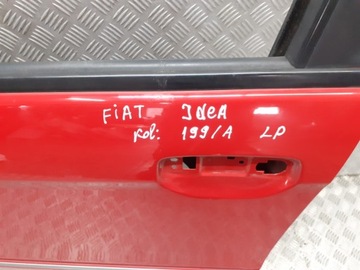 FiAT IDEA
kol: 199/A LP